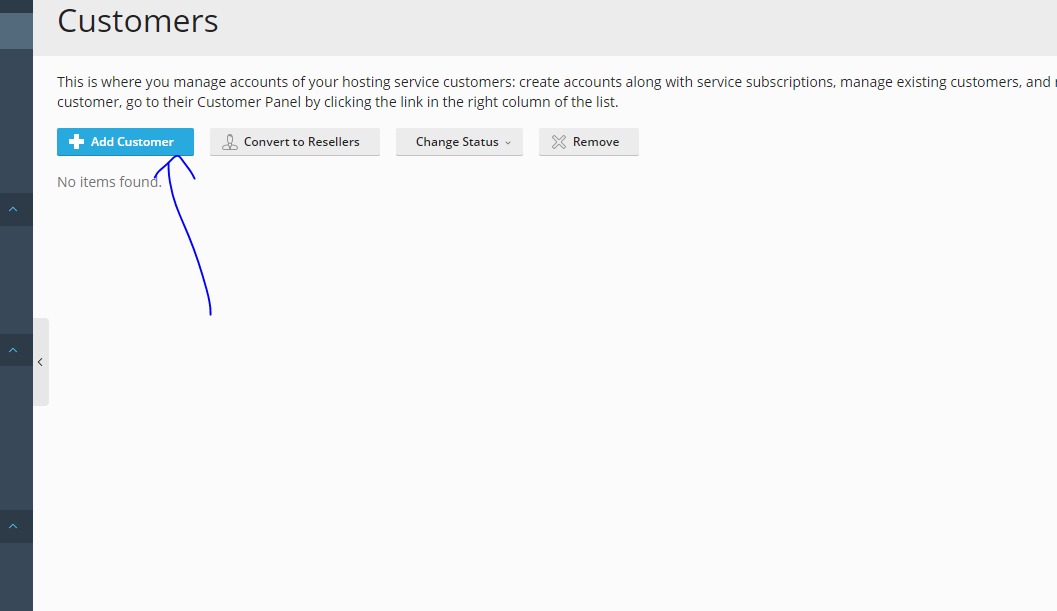 Customers
This is where you manage accounts of your hosting service customers: create accounts along with service subscriptions, manage existing customers, and
customer, go to their Customer Panel by clicking the link in the right column of the list.
Add Customer Convert to Resellers Change Status Remove
No items found.